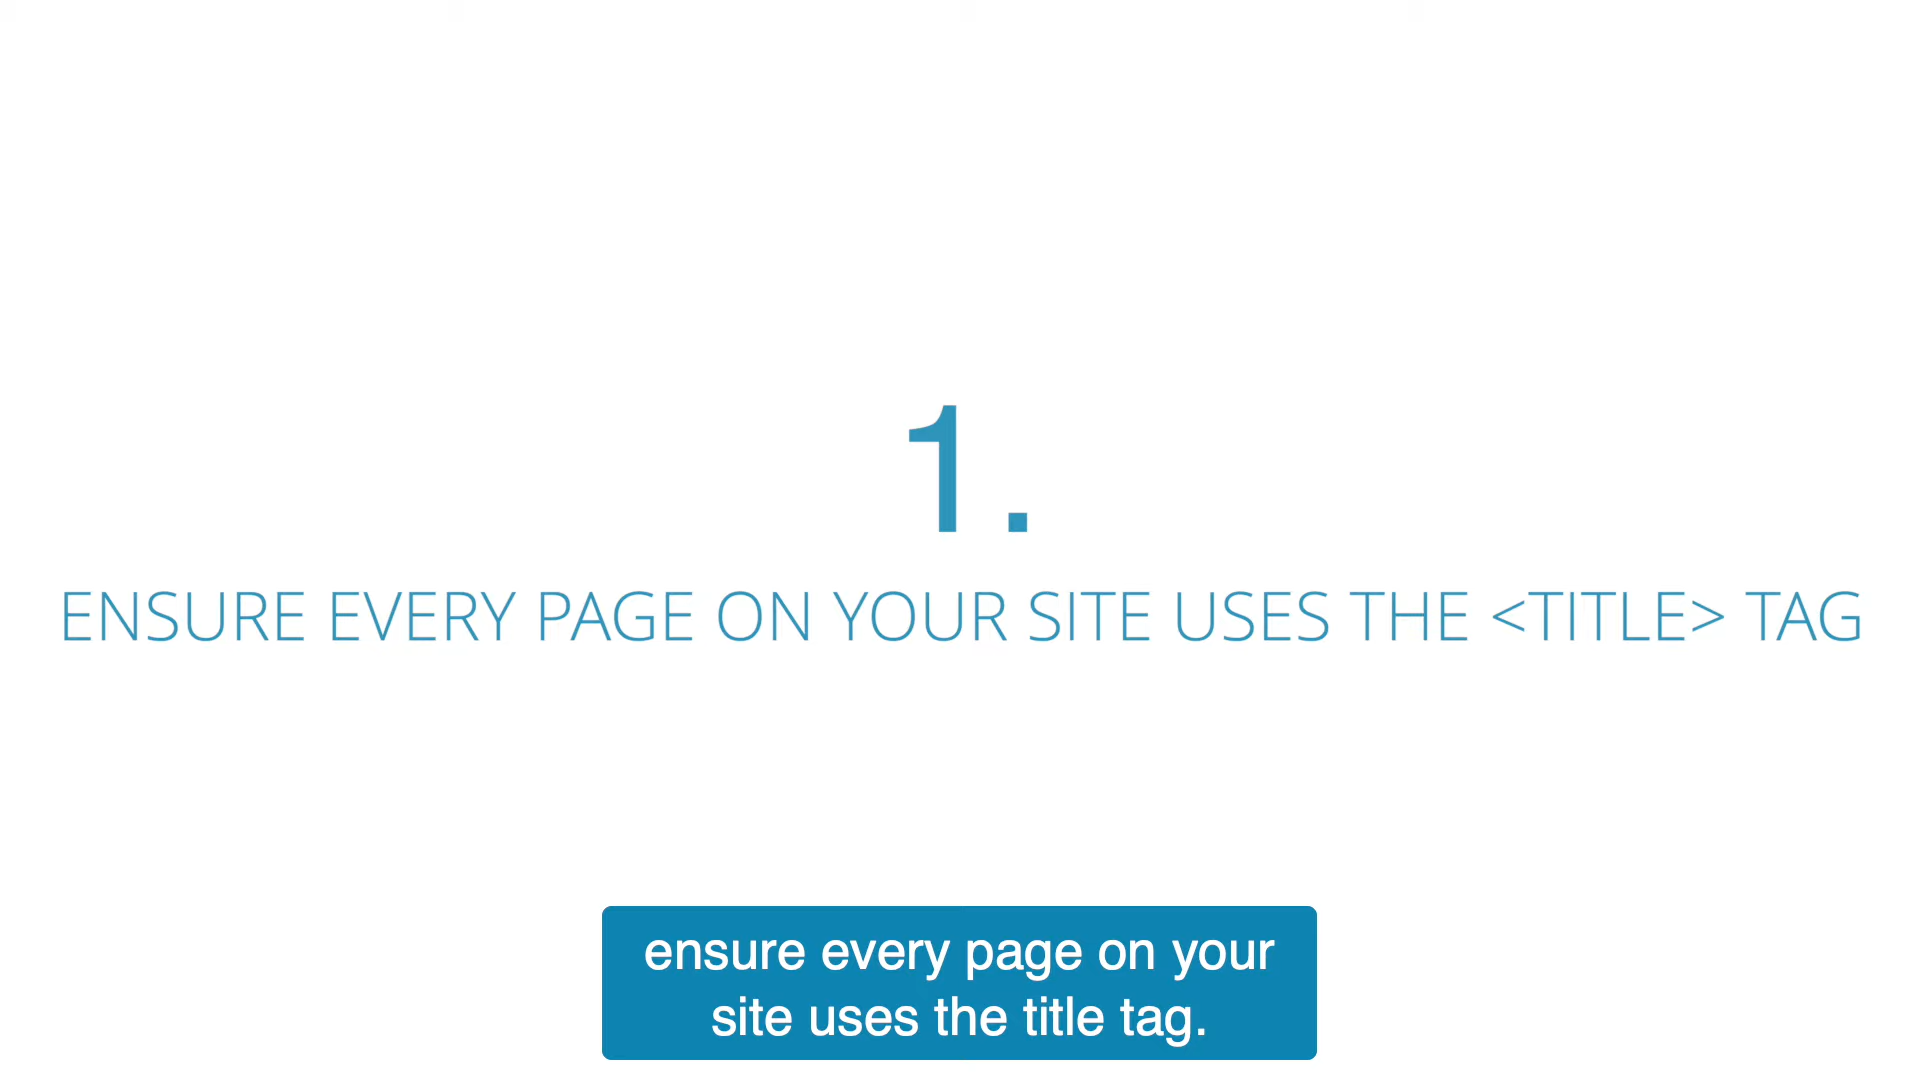 1.
ENSURE EVERY PAGE ON YOUR SITE USES THE <TITLE> TAG
ensure every page on your
site uses the title tag.